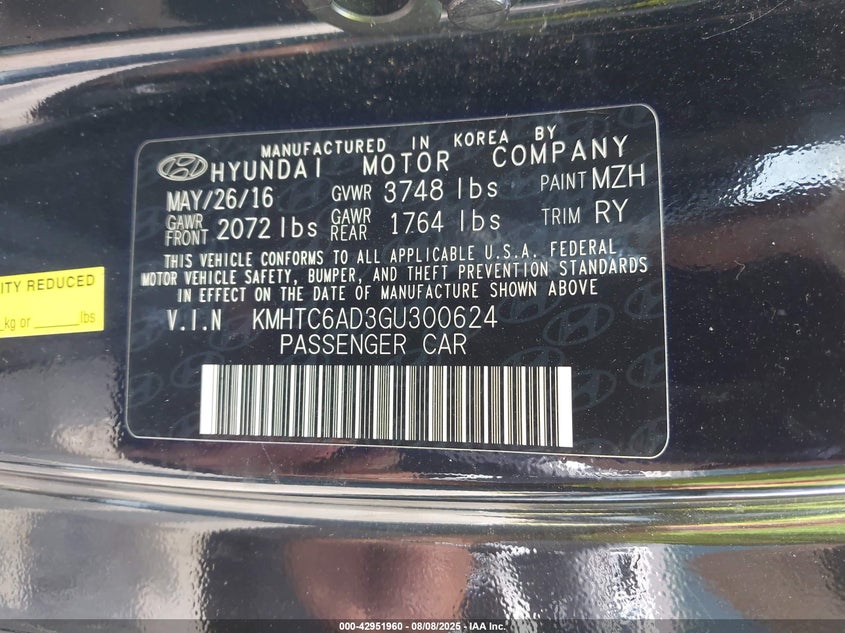 MANUFACTURED IN KOREA BY
HYUNDAI MOTOR COMPANY
MAY/26/16 GVWR 3748 lbs PAINT MZH
GAWR FRONT 2072 lbs GAWR REAR 1764 lbs TRIM RY
THIS VEHICLE CONFORMS TO ALL APPLICABLE U.S.A. FEDERAL
MOTOR VEHICLE SAFETY, BUMPER, AND THEFT PREVENTION STANDARDS
IN EFFECT ON THE DATE OF MANUFACTURE SHOWN ABOVE
V.I.N KMHTC6AD3GU300624
PASSENGER CAR
REDUCED
kg or ______lbs
000-42951960 - 08/08/2025 - IAA Inc.